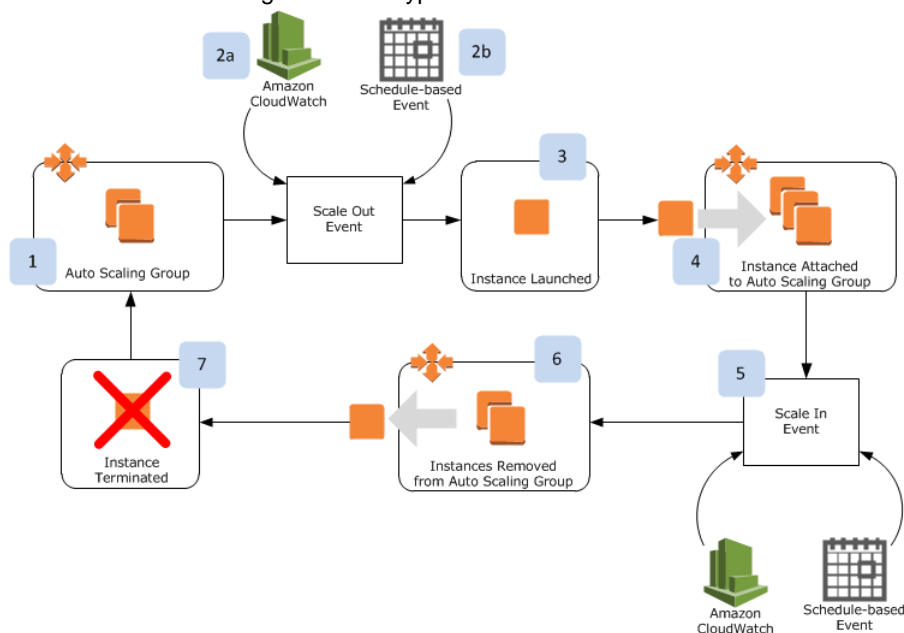 2a
Amazon
CloudWatch
Schedule-based
Event
2b
1
Auto Scaling Group
Scale Out
Event
3
Instance Launched
4
Instance Attached
to Auto Scaling Group
5
Scale In
Event
6
Instances Removed
from Auto Scaling Group
7
Instance
Terminated
Amazon
CloudWatch
Schedule-based
Event